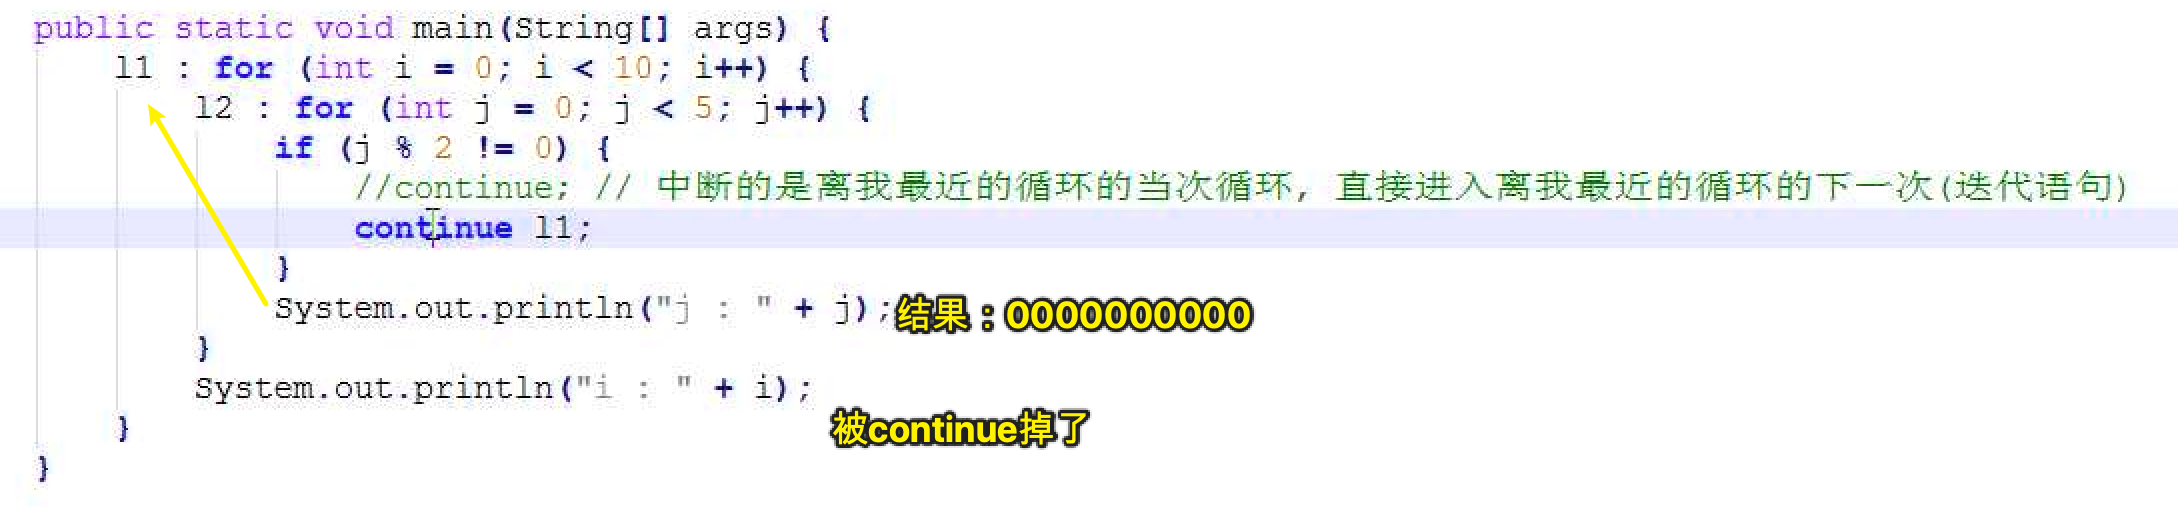 public static void main(String[] args) {
l1 : for (int i = 0; i < 10; i++) {
l2 : for (int j = 0; j < 5; j++) {
if (j % 2 != 0) {
//continue; // 中断的是离我最近的循环的当次循环, 直接进入离我最近的循环的下一次(迭代语句)
continue l1;
}
System.out.println("j : " + j);结果：0000000000
}
System.out.println("i : " + i);
被continue掉了
}
}